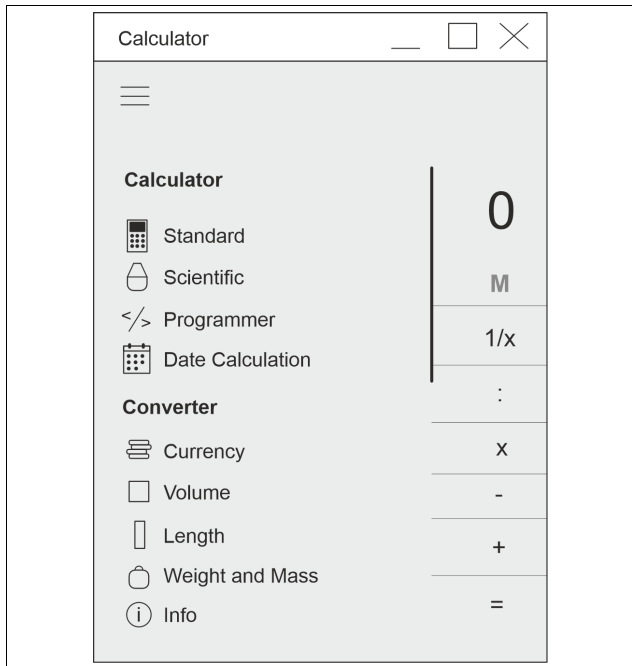 Calculator
Calculator
Standard
Scientific
</> Programmer
Date Calculation
Converter
Currency
Volume
Length
Weight and Mass
i Info
0
M
1/x
:
x
-
+
=